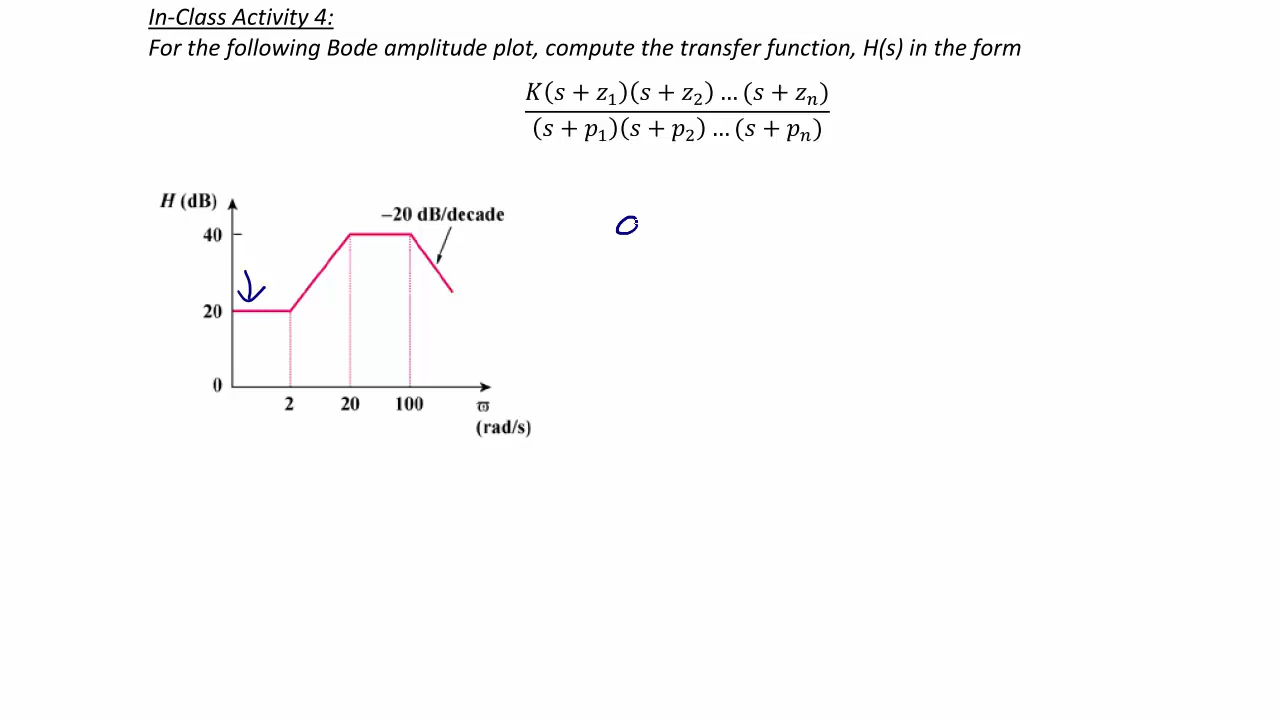 In-Class Activity 4:
For the following Bode amplitude plot, compute the transfer function, H(s) in the form
K(s + z₁)(s + z₂) … (s + zₙ)
(s + p₁)(s + p₂) … (s + pₙ)
H (dB)
−20 dB/decade
40
20
0
2 20 100 ϖ
(rad/s)